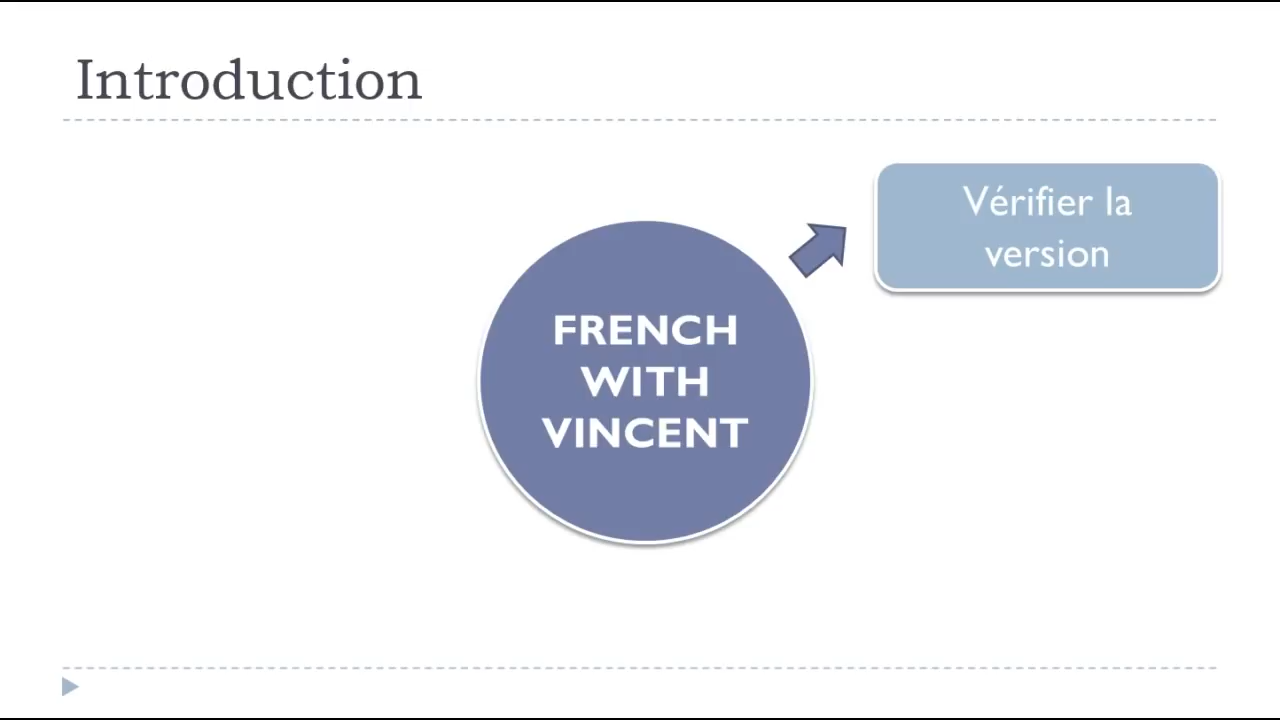 Introduction
Vérifier la
version
FRENCH
WITH
VINCENT